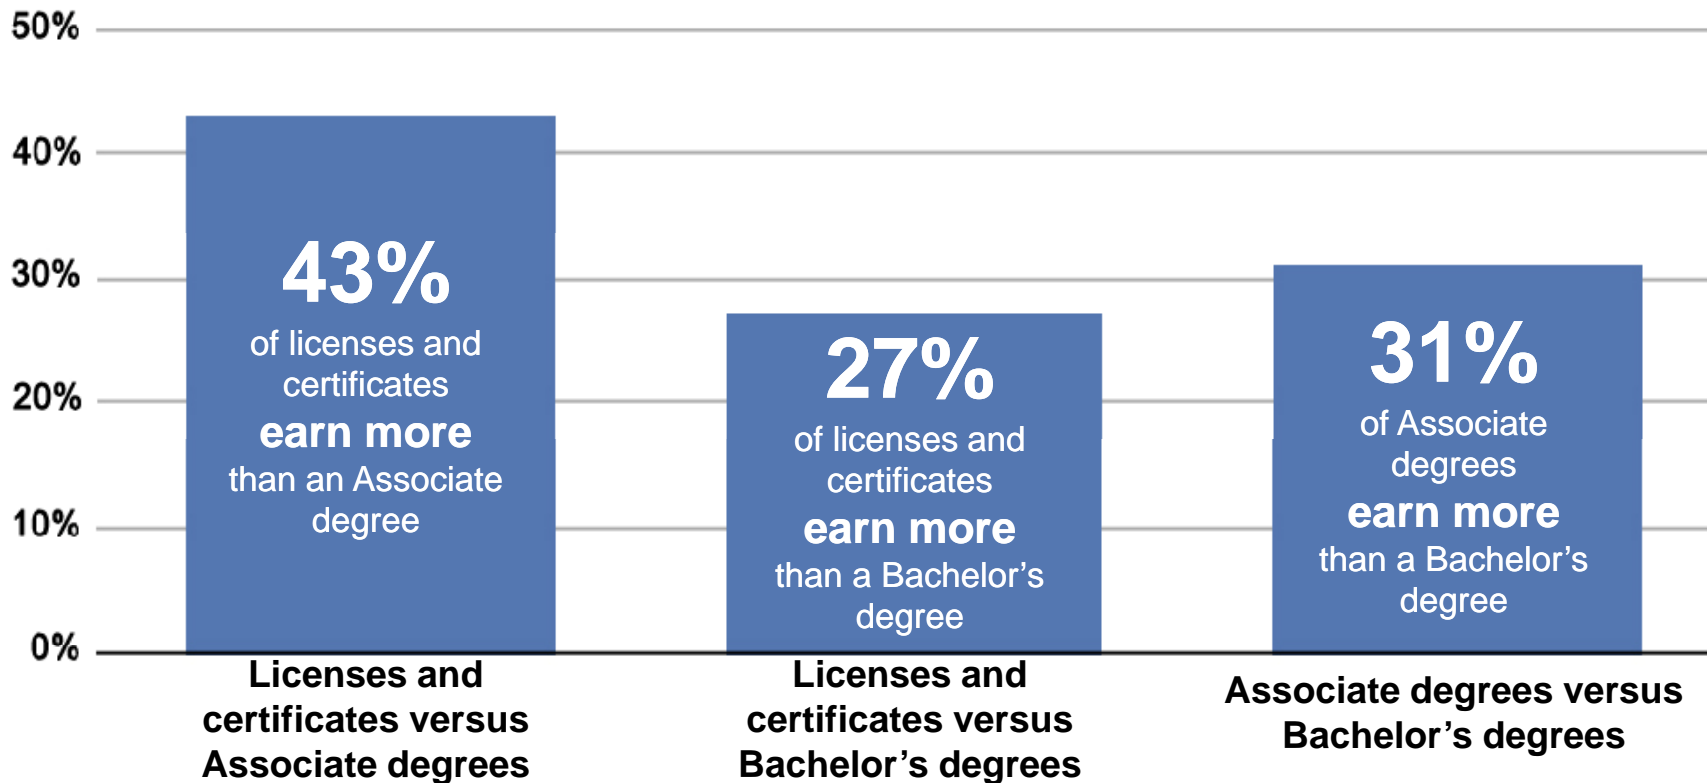 50%
40%
30%
20%
10%
0%
43%
of licenses and
certificates
earn more
than an Associate
degree
27%
of licenses and
certificates
earn more
than a Bachelor’s
degree
31%
of Associate
degrees
earn more
than a Bachelor’s
degree
Licenses and
certificates versus
Associate degrees
Licenses and
certificates versus
Bachelor’s degrees
Associate degrees versus
Bachelor’s degrees